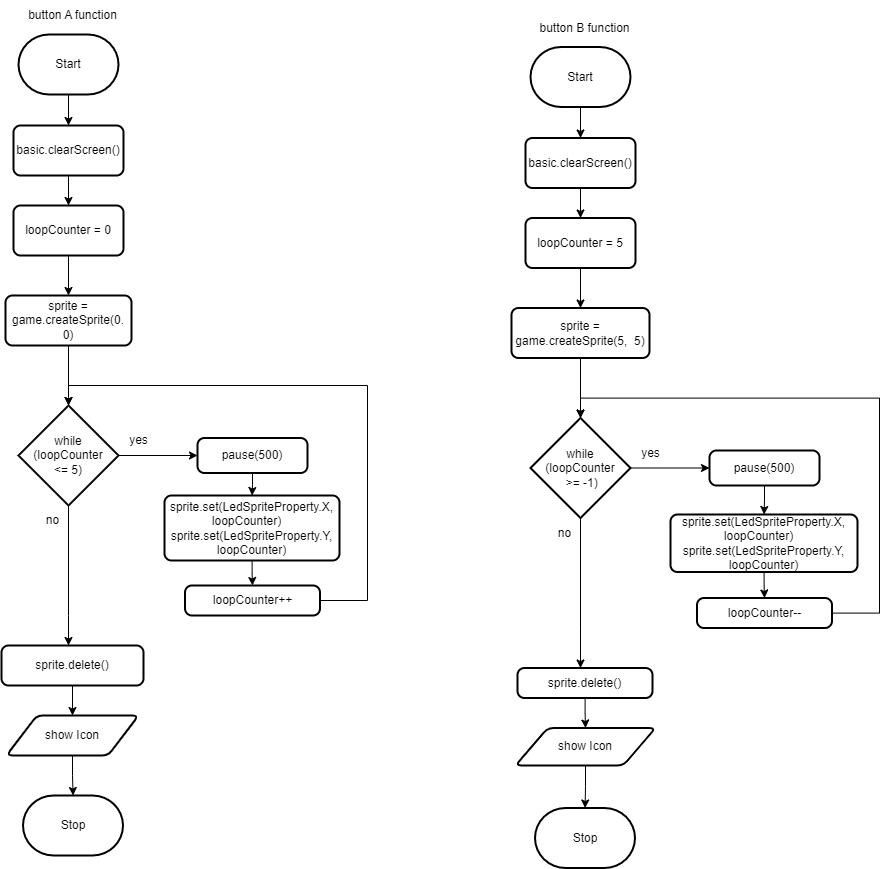 button A function
Start
basic.clearScreen()
loopCounter = 0
sprite =
game.createSprite(0.
0)
while
(loopCounter
<= 5)
yes
no
pause(500)
sprite.set(LedSpriteProperty.X,
loopCounter)
sprite.set(LedSpriteProperty.Y,
loopCounter)
loopCounter++
sprite.delete()
show Icon
Stop
button B function
Start
basic.clearScreen()
loopCounter = 5
sprite =
game.createSprite(5,  5)
while
(loopCounter
>= -1)
yes
no
pause(500)
sprite.set(LedSpriteProperty.X,
loopCounter)
sprite.set(LedSpriteProperty.Y,
loopCounter)
loopCounter--
sprite.delete()
show Icon
Stop